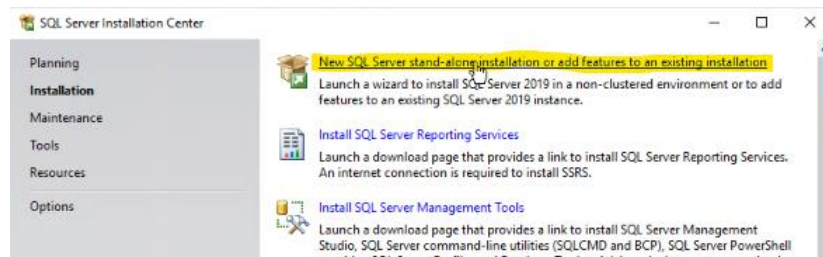 SQL Server Installation Center
Planning
Installation
Maintenance
Tools
Resources
Options
New SQL Server stand-alone installation or add features to an existing installation
Launch a wizard to install SQL Server 2019 in a non-clustered environment or to add
features to an existing SQL Server 2019 instance.
Install SQL Server Reporting Services
Launch a download page that provides a link to install SQL Server Reporting Services.
An internet connection is required to install SSRS.
Install SQL Server Management Tools
Launch a download page that provides a link to install SQL Server Management
Studio, SQL Server command-line utilities (SQLCMD and BCP), SQL Server PowerShell